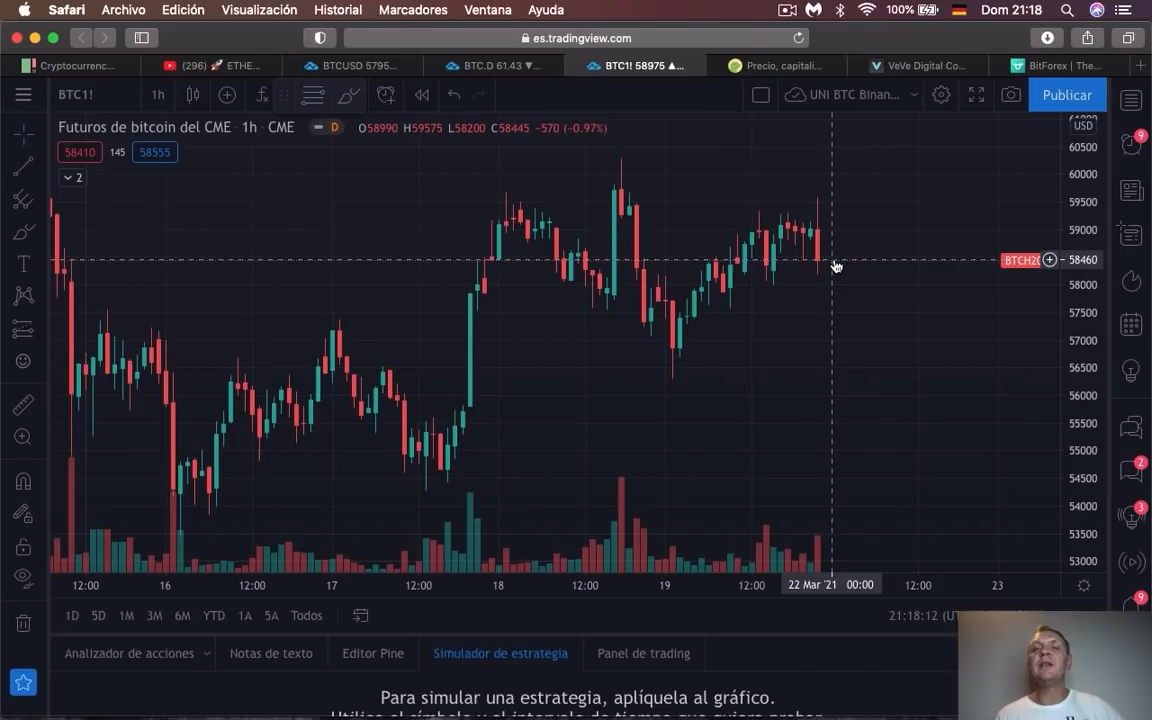 Safari Archivo Edición Visualización Historial Marcadores Ventana Ayuda 100% Dom 21:18
es.tradingview.com
Cryptocurrenc... (296) 🚀 ETHE... BTCUSD 5795... BTC.D 61.43 ▼... BTC1! 58975 ▲... Precio, capitali... VeVe Digital Co... BitForex | The...
BTC1! 1h UNI BTC Binan... Publicar
Futuros de bitcoin del CME · 1h · CME D O58990 H59575 L58200 C58445 -570 (-0.97%)
USD
58410 145 58555
2
60500
60000
59500
59000
BTCH20 58460
58000
57500
57000
56500
56000
55500
55000
54500
54000
53500
53000
12:00 16 12:00 17 12:00 18 12:00 19 12:00 22 Mar '21 00:00 12:00 23
1D 5D 1M 3M 6M YTD 1A 5A Todos 21:18:12
Analizador de acciones Notas de texto Editor Pine Simulador de estrategia Panel de trading
Para simular una estrategia, aplíquela al gráfico.
9
2
3
9